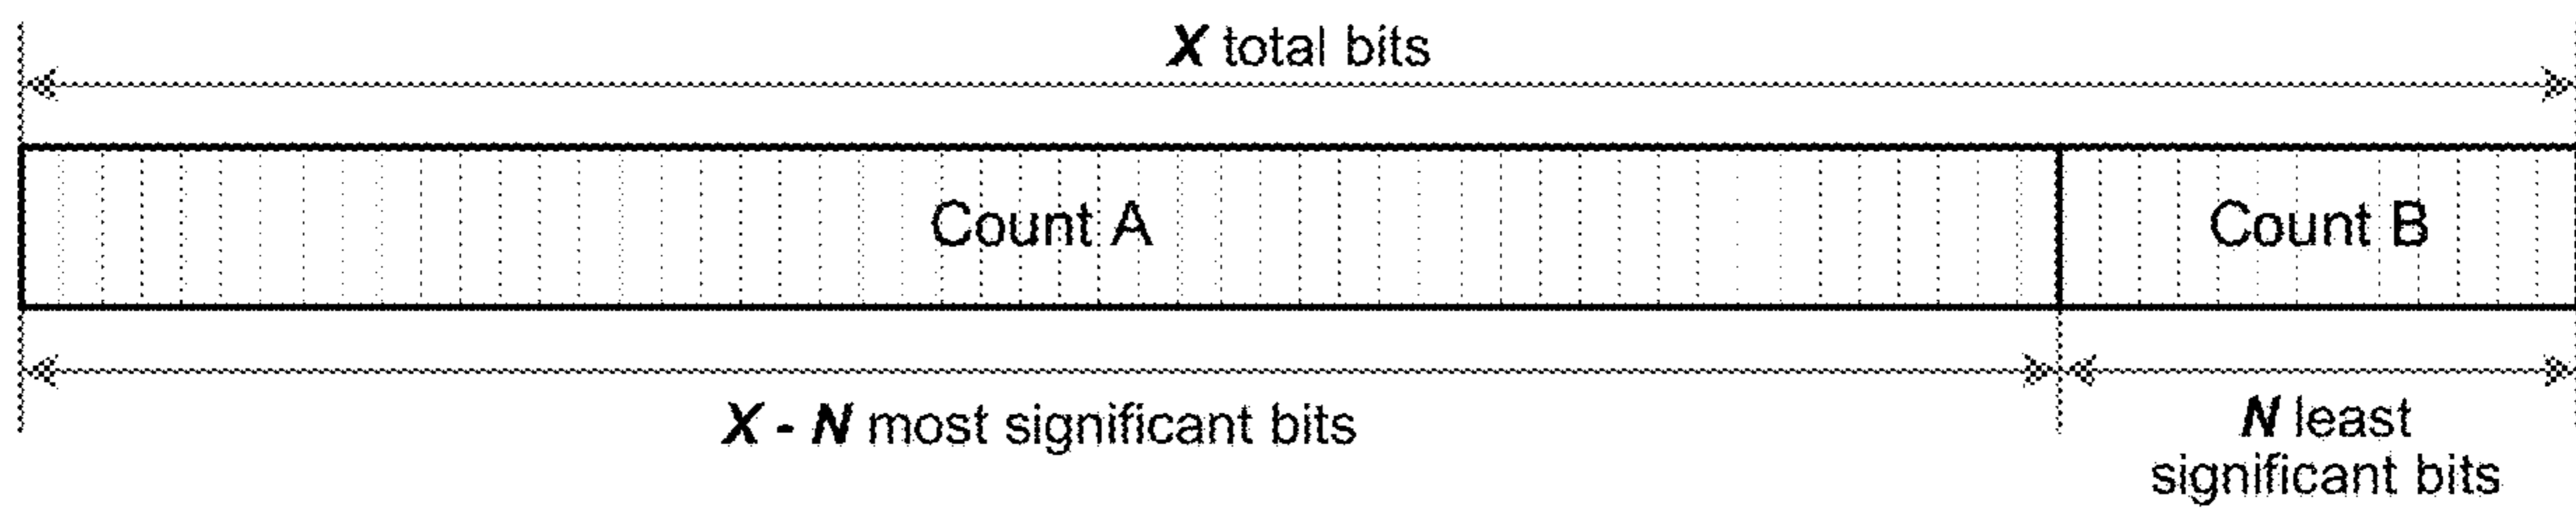 X total bits
Count A
Count B
X - N most significant bits
N least
significant bits